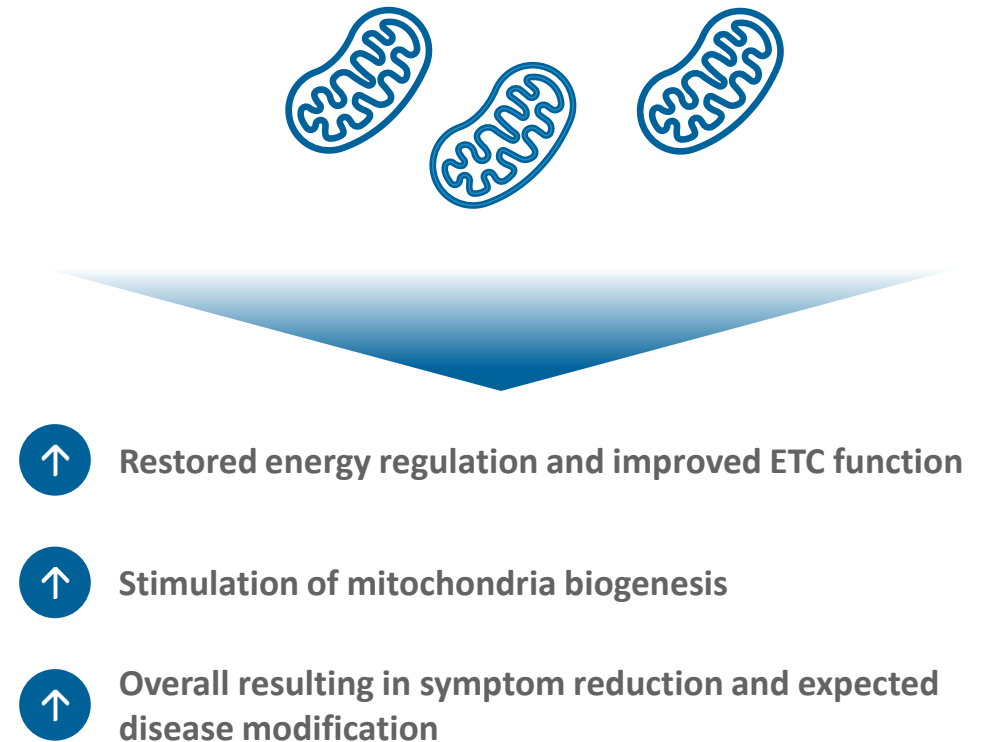 Restored energy regulation and improved ETC function
Stimulation of mitochondria biogenesis
Overall resulting in symptom reduction and expected
disease modification